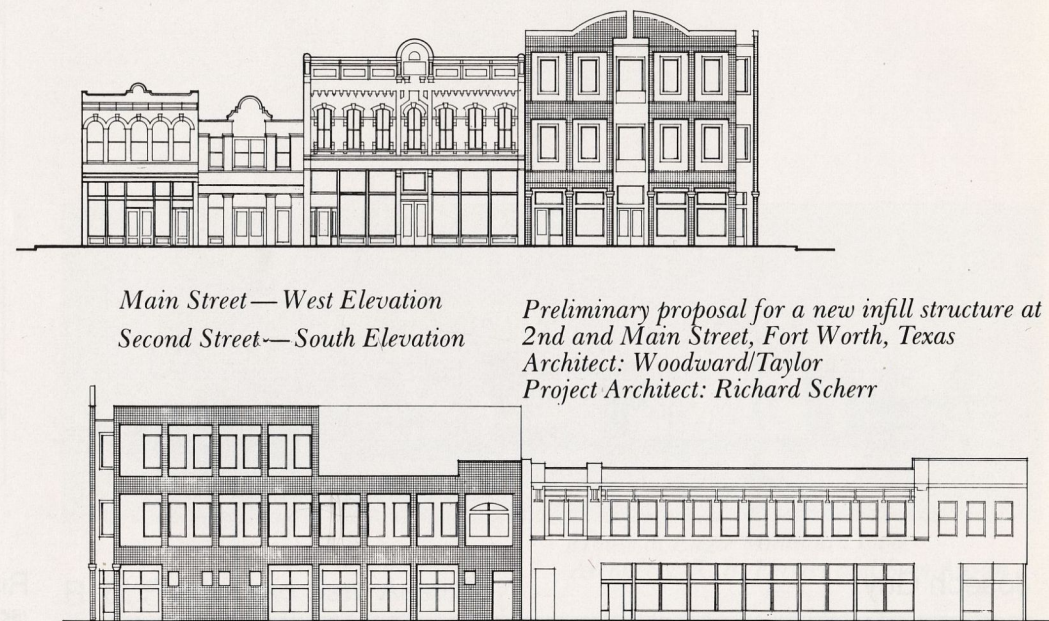 Main Street — West Elevation
Second Street — South Elevation
Preliminary proposal for a new infill structure at
2nd and Main Street, Fort Worth, Texas
Architect: Woodward/Taylor
Project Architect: Richard Scherr